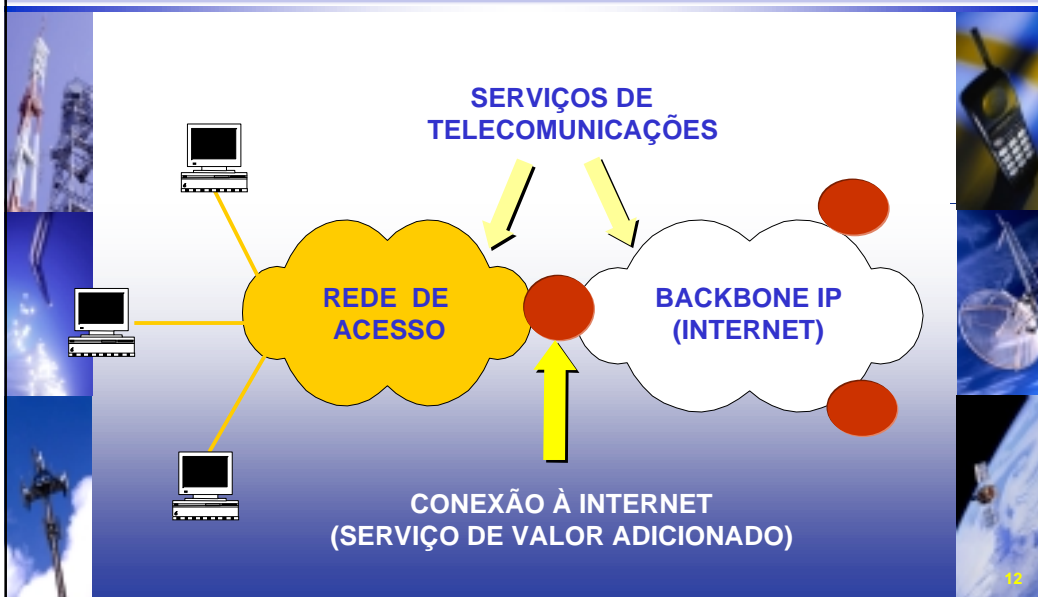 SERVIÇOS DE
TELECOMUNICAÇÕES
REDE DE
ACESSO
BACKBONE IP
(INTERNET)
CONEXÃO À INTERNET
(SERVIÇO DE VALOR ADICIONADO)
12